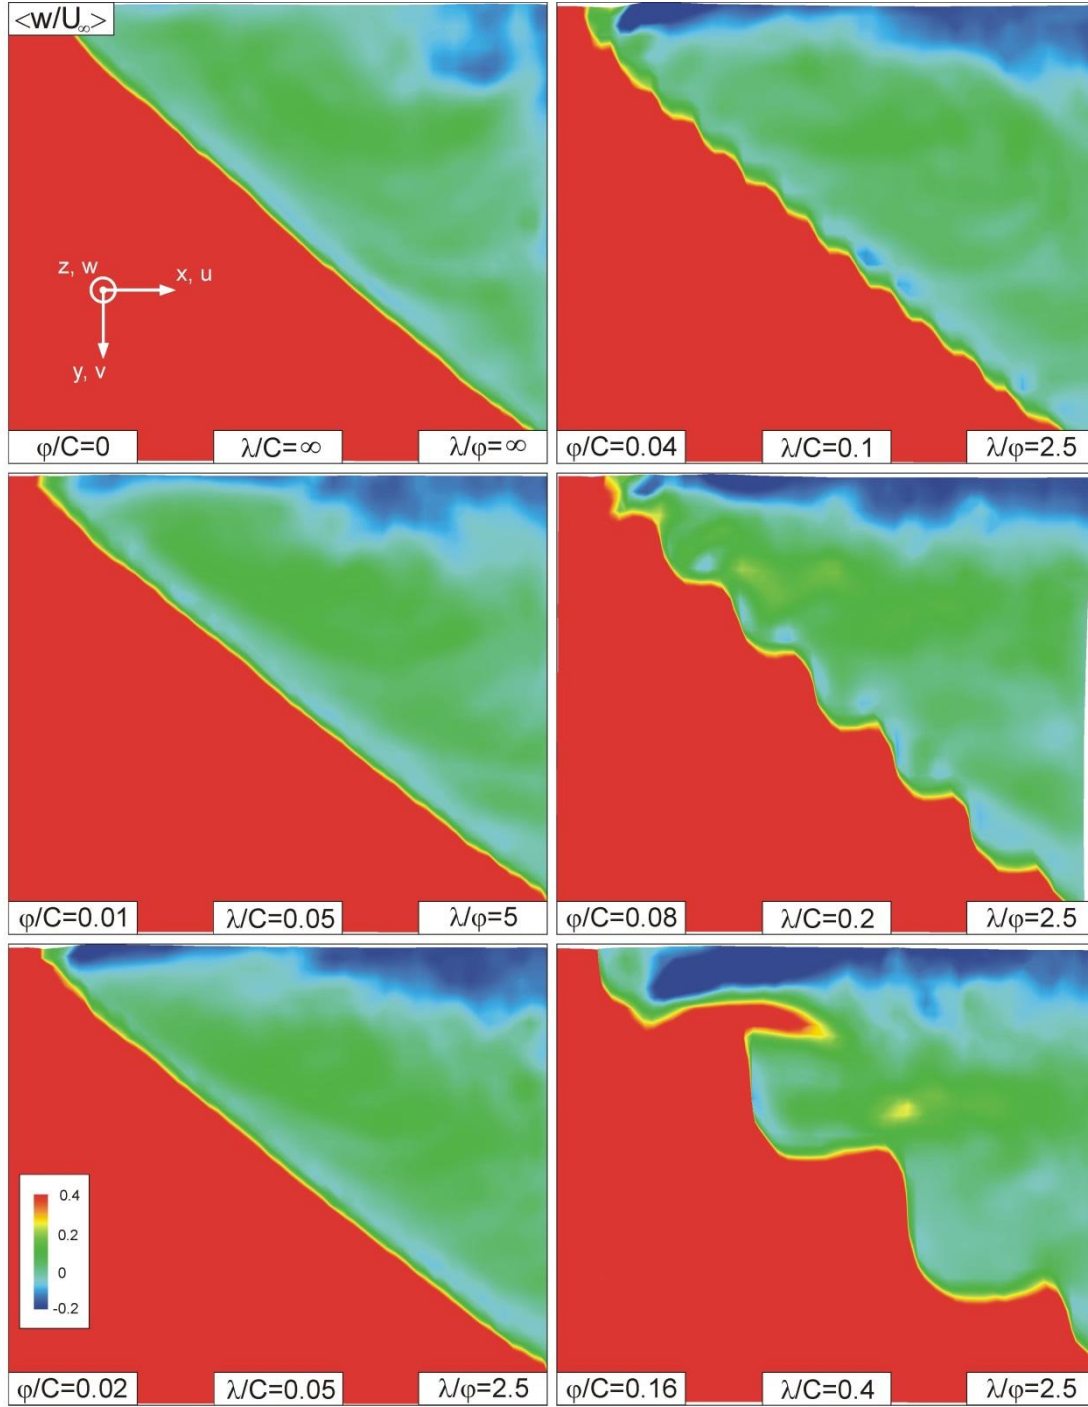 <w/U∞>
z, w
x, u
y, v
φ/C=0
λ/C=∞
λ/φ=∞
φ/C=0.04
λ/C=0.1
λ/φ=2.5
φ/C=0.01
λ/C=0.05
λ/φ=5
φ/C=0.08
λ/C=0.2
λ/φ=2.5
0.4
0.2
0
-0.2
φ/C=0.02
λ/C=0.05
λ/φ=2.5
φ/C=0.16
λ/C=0.4
λ/φ=2.5